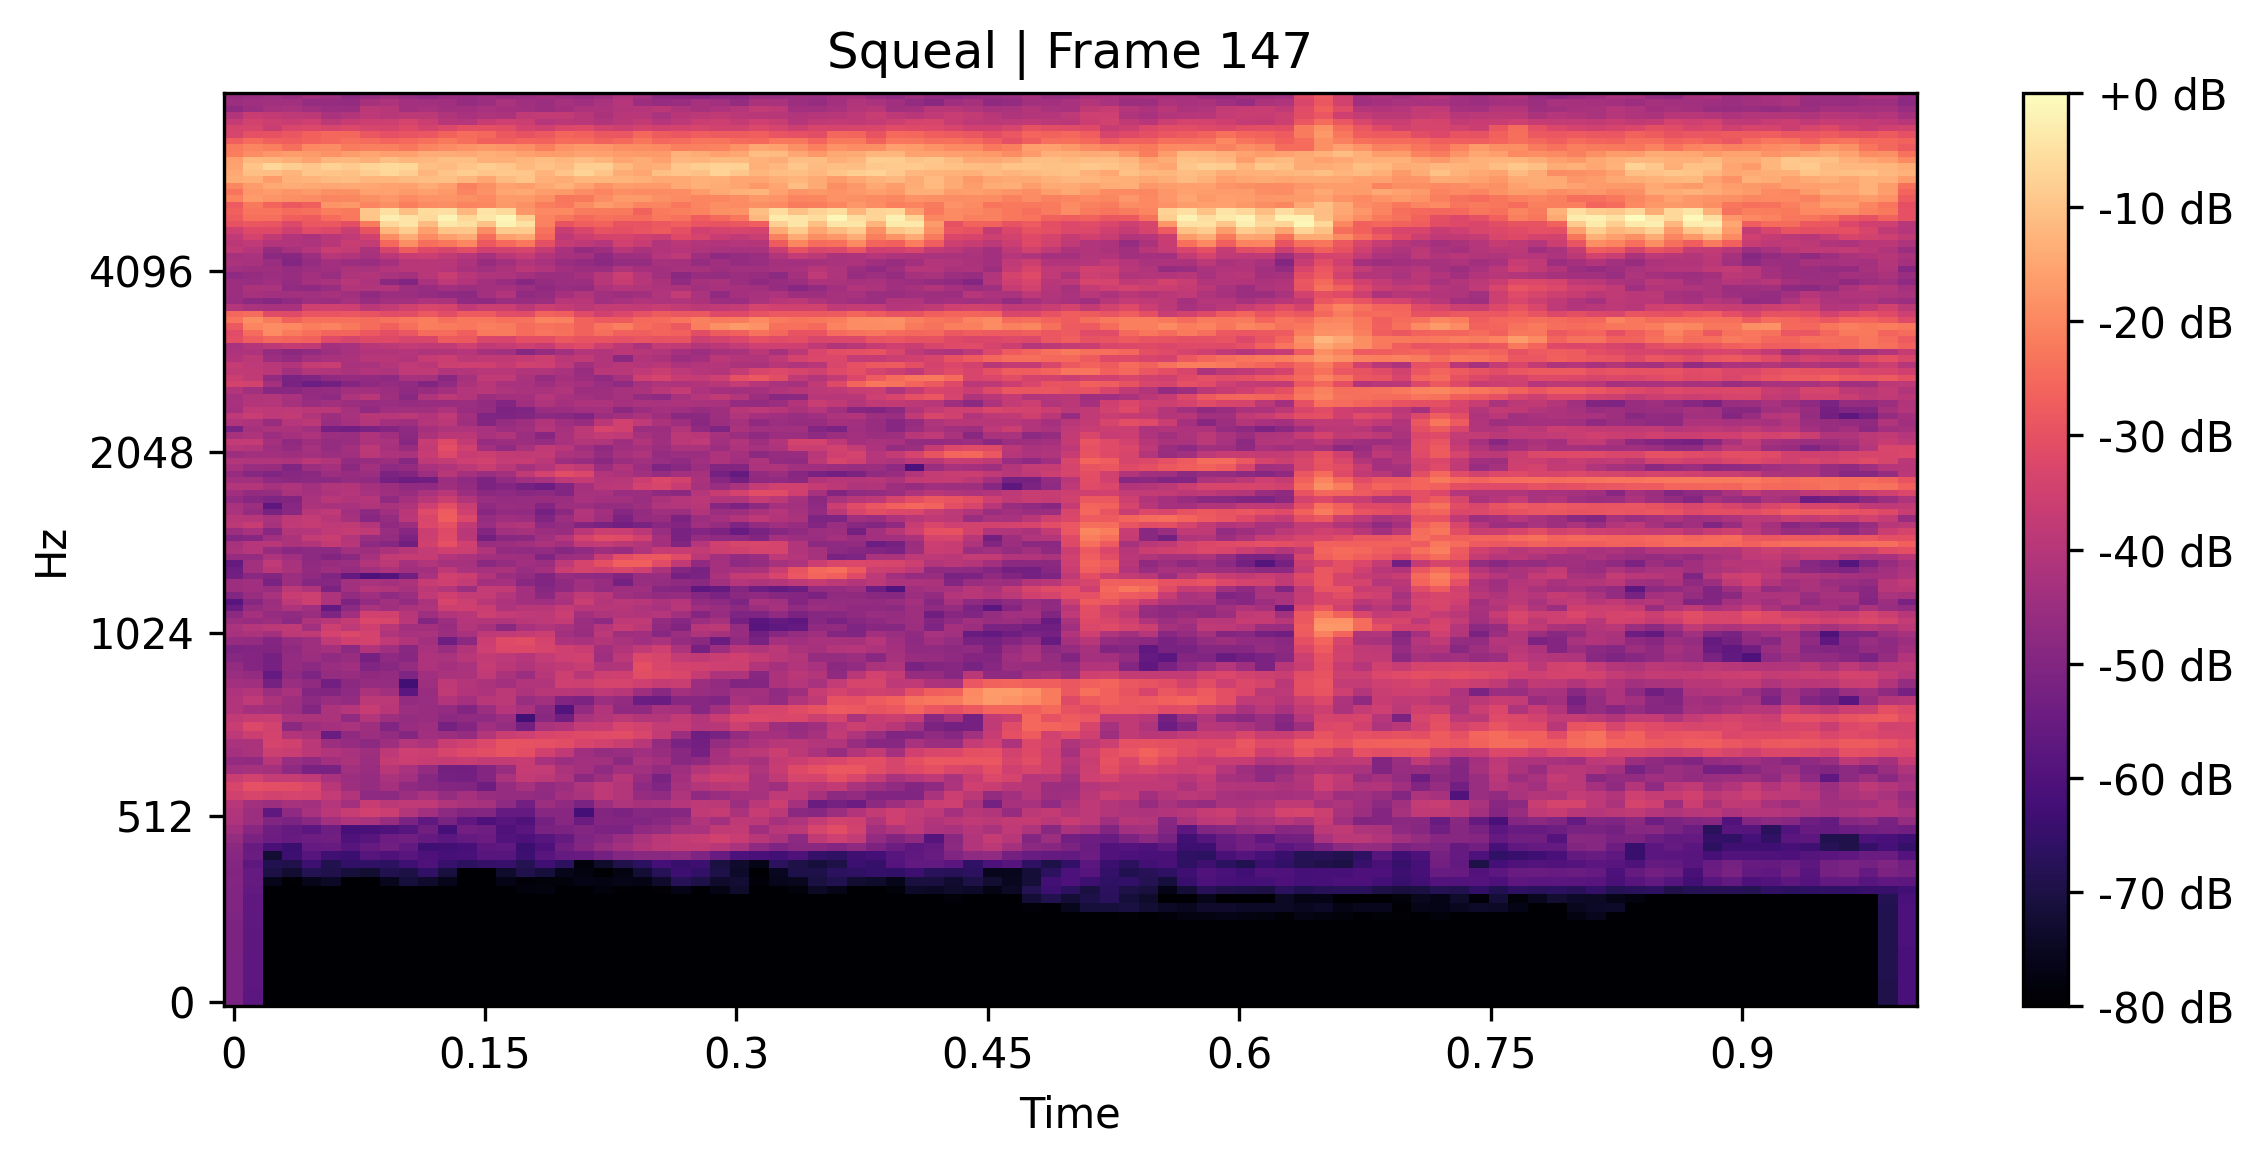 Squeal | Frame 147
+0 dB
-10 dB
-20 dB
-30 dB
-40 dB
-50 dB
-60 dB
-70 dB
-80 dB
Hz
4096
2048
1024
512
0
0 0.15 0.3 0.45 0.6 0.75 0.9
Time